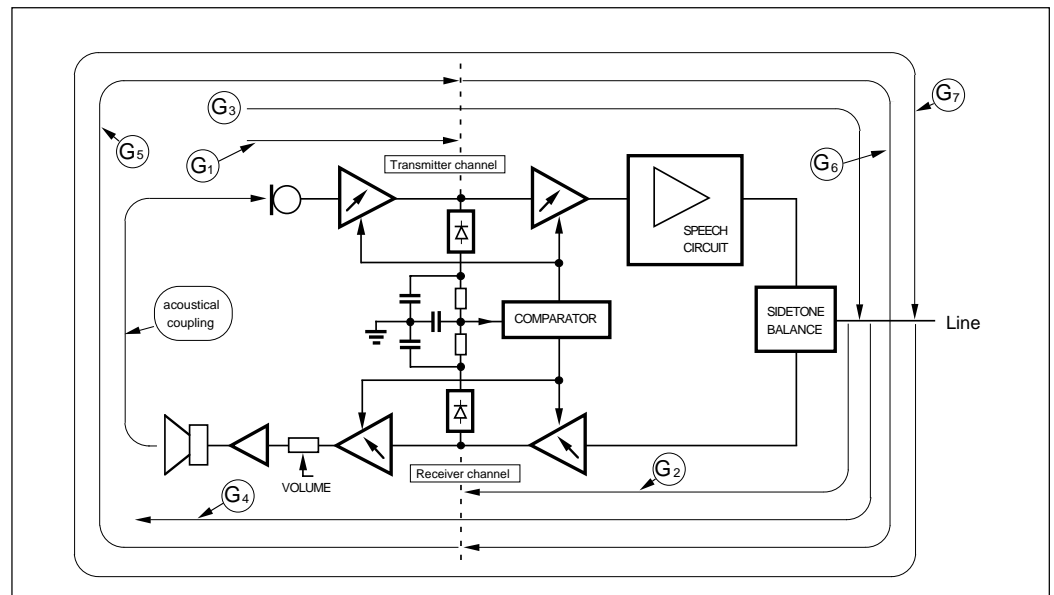 G3
G7
G5
G1
Transmitter channel
G6
SPEECH
CIRCUIT
acoustical
coupling
COMPARATOR
SIDETONE
BALANCE
Line
VOLUME
Receiver channel
G2
G4